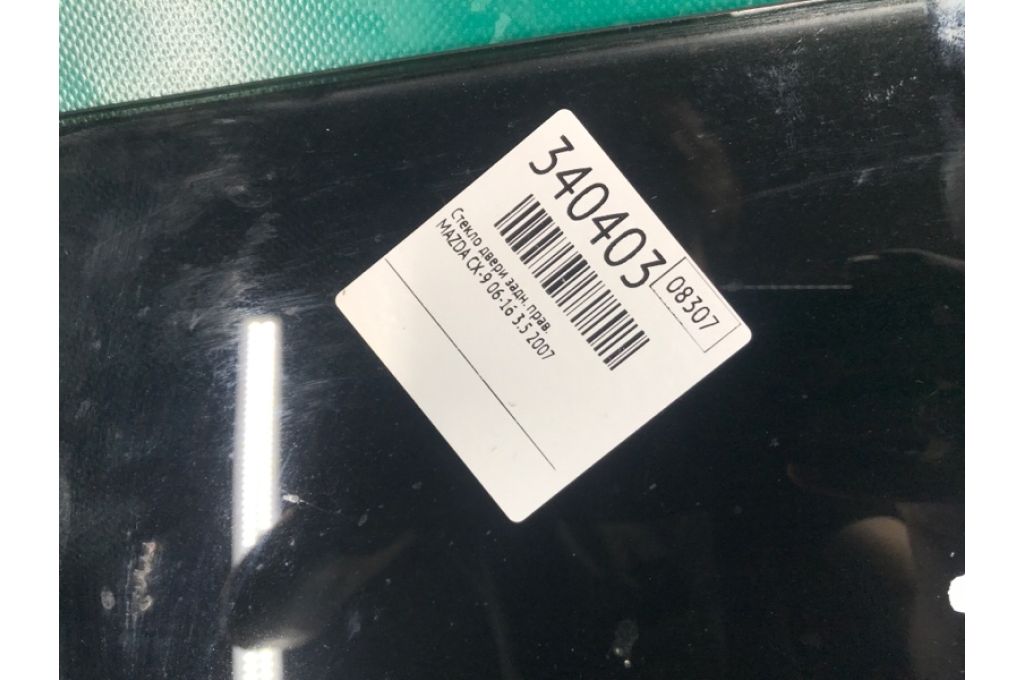 340403
08307
Стекло двери задн. прав.
MAZDA CX-9 06-16 3.5 2007